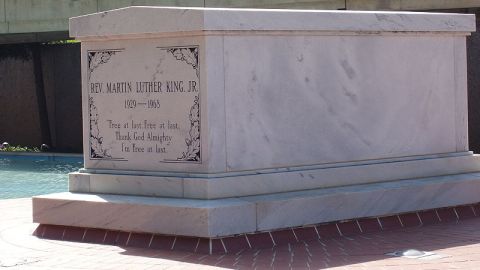 REV. MARTIN LUTHER KING, JR.
1929—1968
"Free at last, Free at last,
Thank God Almighty
I'm Free at last."